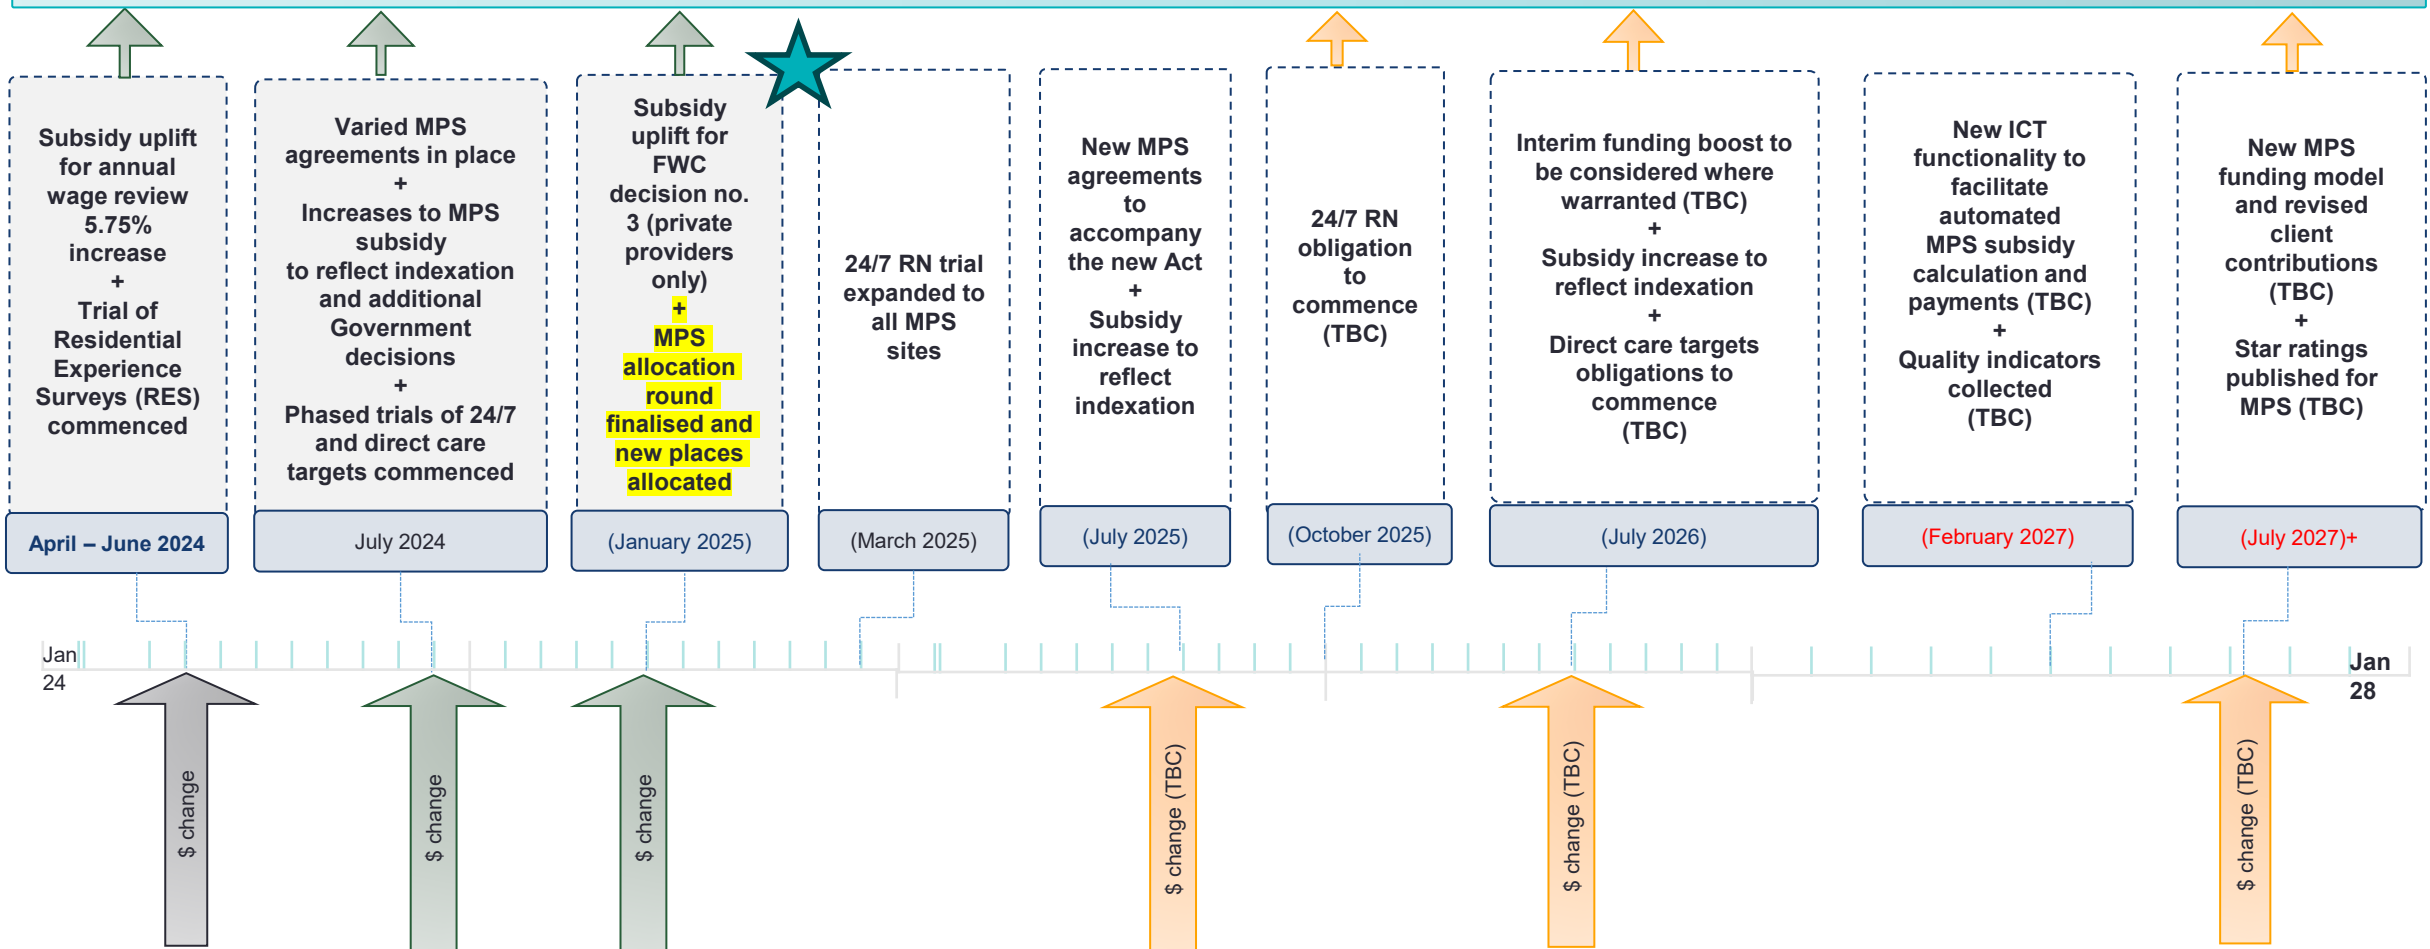 Subsidy uplift
for annual
wage review
5.75%
increase
+
Trial of
Residential
Experience
Surveys (RES)
commenced
April – June 2024
Varied MPS
agreements in place
+
Increases to MPS
subsidy
to reflect indexation
and additional
Government
decisions
+
Phased trials of 24/7
and direct care
targets commenced
July 2024
Subsidy
uplift for
FWC
decision no.
3 (private
providers
only)
+
MPS
allocation
round
finalised and
new places
allocated
(January 2025)
24/7 RN trial
expanded to
all MPS
sites
(March 2025)
New MPS
agreements
to
accompany
the new Act
+
Subsidy
increase to
reflect
indexation
(July 2025)
24/7 RN
obligation
to
commence
(TBC)
(October 2025)
Interim funding boost to
be considered where
warranted (TBC)
+
Subsidy increase to
reflect indexation
+
Direct care targets
obligations to
commence
(TBC)
(July 2026)
New ICT
functionality to
facilitate
automated
MPS subsidy
calculation and
payments (TBC)
+
Quality indicators
collected
(TBC)
(February 2027)
New MPS
funding model
and revised
client
contributions
(TBC)
+
Star ratings
published for
MPS (TBC)
(July 2027)+
Jan
24
Jan
28
$ change
$ change
$ change
$ change (TBC)
$ change (TBC)
$ change (TBC)